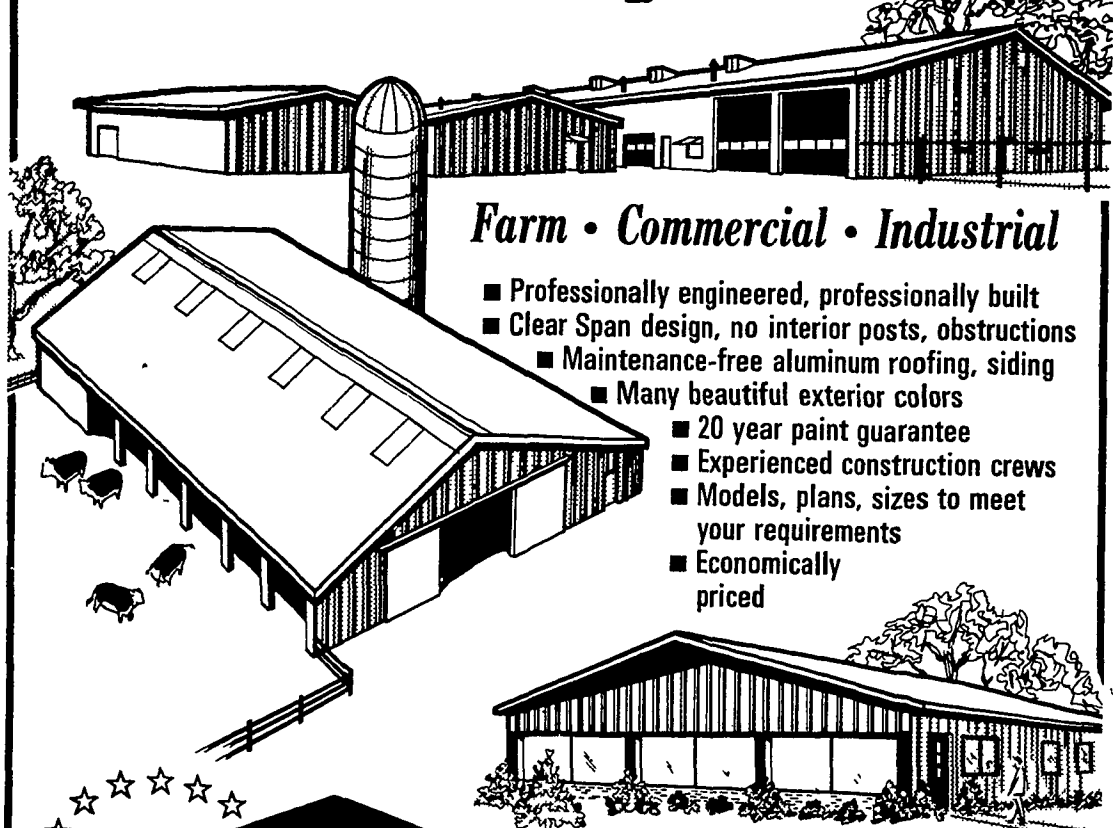 Farm • Commercial • Industrial
■ Professionally engineered, professionally built
■ Clear Span design, no interior posts, obstructions
■ Maintenance-free aluminum roofing, siding
■ Many beautiful exterior colors
■ 20 year paint guarantee
■ Experienced construction crews
■ Models, plans, sizes to meet
your requirements
■ Economically
priced